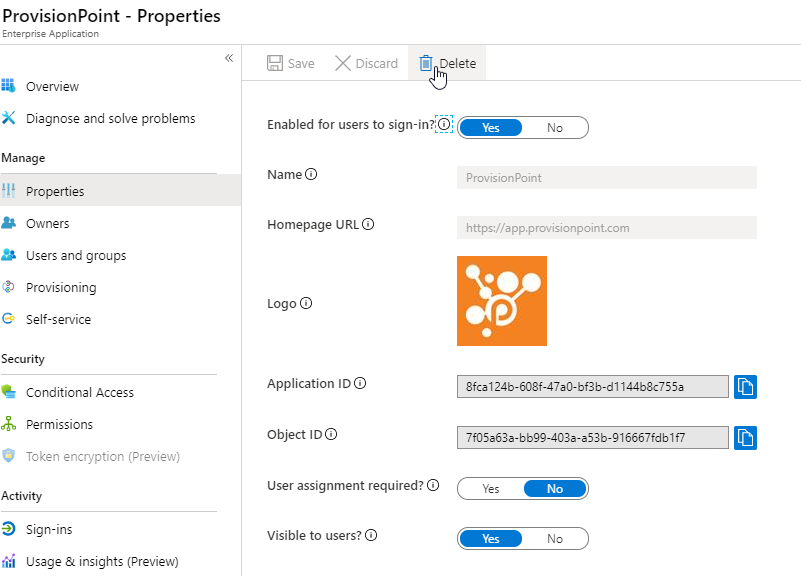 ProvisionPoint - Properties
Enterprise Application
«
Save
Discard
Delete
Overview
Diagnose and solve problems
Manage
Properties
Owners
Users and groups
Provisioning
Self-service
Security
Conditional Access
Permissions
Token encryption (Preview)
Activity
Sign-ins
Usage & insights (Preview)
Enabled for users to sign-in?
Yes No
Name
ProvisionPoint
Homepage URL
https://app.provisionpoint.com
Logo
Application ID
8fca124b-608f-47a0-bf3b-d1144b8c755a
Object ID
7f05a63a-bb99-403a-a53b-916667fdb1f7
User assignment required?
Yes No
Visible to users?
Yes No